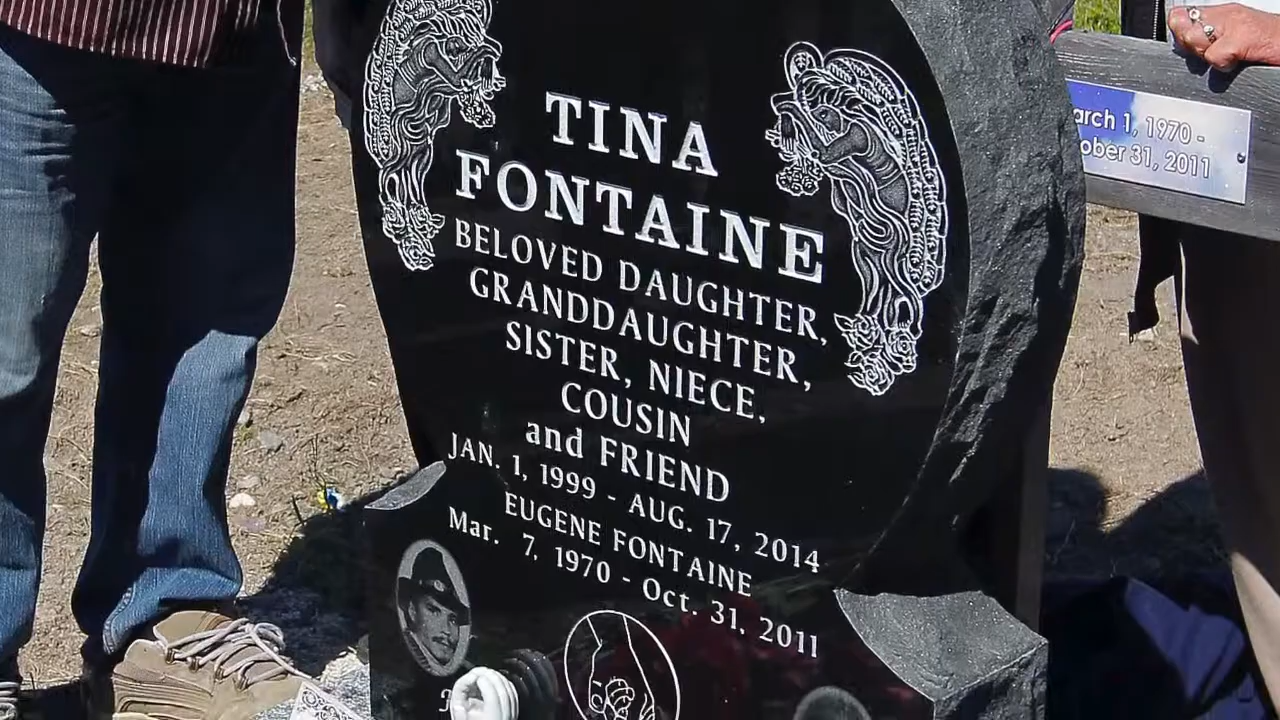 TINA
FONTAINE
BELOVED DAUGHTER,
GRANDDAUGHTER,
SISTER, NIECE,
COUSIN
and FRIEND
JAN. 1, 1999 - AUG. 17, 2014
EUGENE FONTAINE
Mar. 7, 1970 - Oct. 31, 2011
arch 1, 1970 -
ober 31, 2011